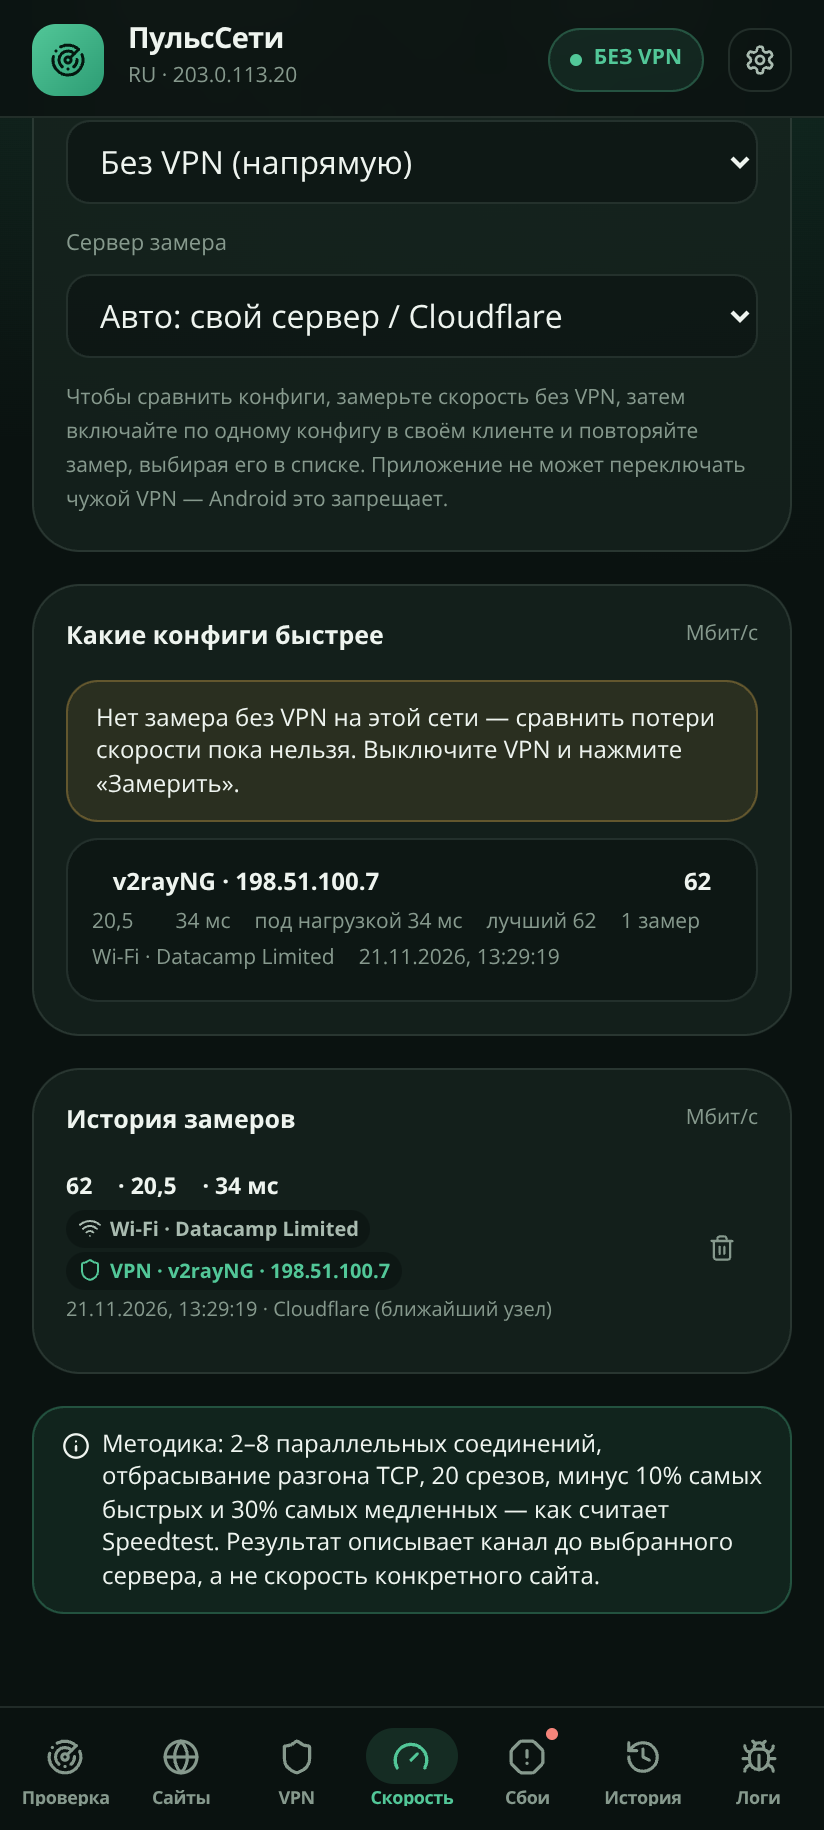 ПульсСети
RU · 203.0.113.20
БЕЗ VPN
Без VPN (напрямую)
Сервер замера
Авто: свой сервер / Cloudflare
Чтобы сравнить конфиги, замерьте скорость без VPN, затем
включайте по одному конфигу в своём клиенте и повторяйте
замер, выбирая его в списке. Приложение не может переключать
чужой VPN — Android это запрещает.
Какие конфиги быстрее
Мбит/с
Нет замера без VPN на этой сети — сравнить потери
скорости пока нельзя. Выключите VPN и нажмите
«Замерить».
v2rayNG · 198.51.100.7 62
20,5 34 мс под нагрузкой 34 мс лучший 62 1 замер
Wi-Fi · Datacamp Limited 21.11.2026, 13:29:19
История замеров
Мбит/с
62 · 20,5 · 34 мс
Wi-Fi · Datacamp Limited
VPN · v2rayNG · 198.51.100.7
21.11.2026, 13:29:19 · Cloudflare (ближайший узел)
Методика: 2–8 параллельных соединений,
отбрасывание разгона TCP, 20 срезов, минус 10% самых
быстрых и 30% самых медленных — как считает
Speedtest. Результат описывает канал до выбранного
сервера, а не скорость конкретного сайта.
Проверка Сайты VPN Скорость Сбои История Логи